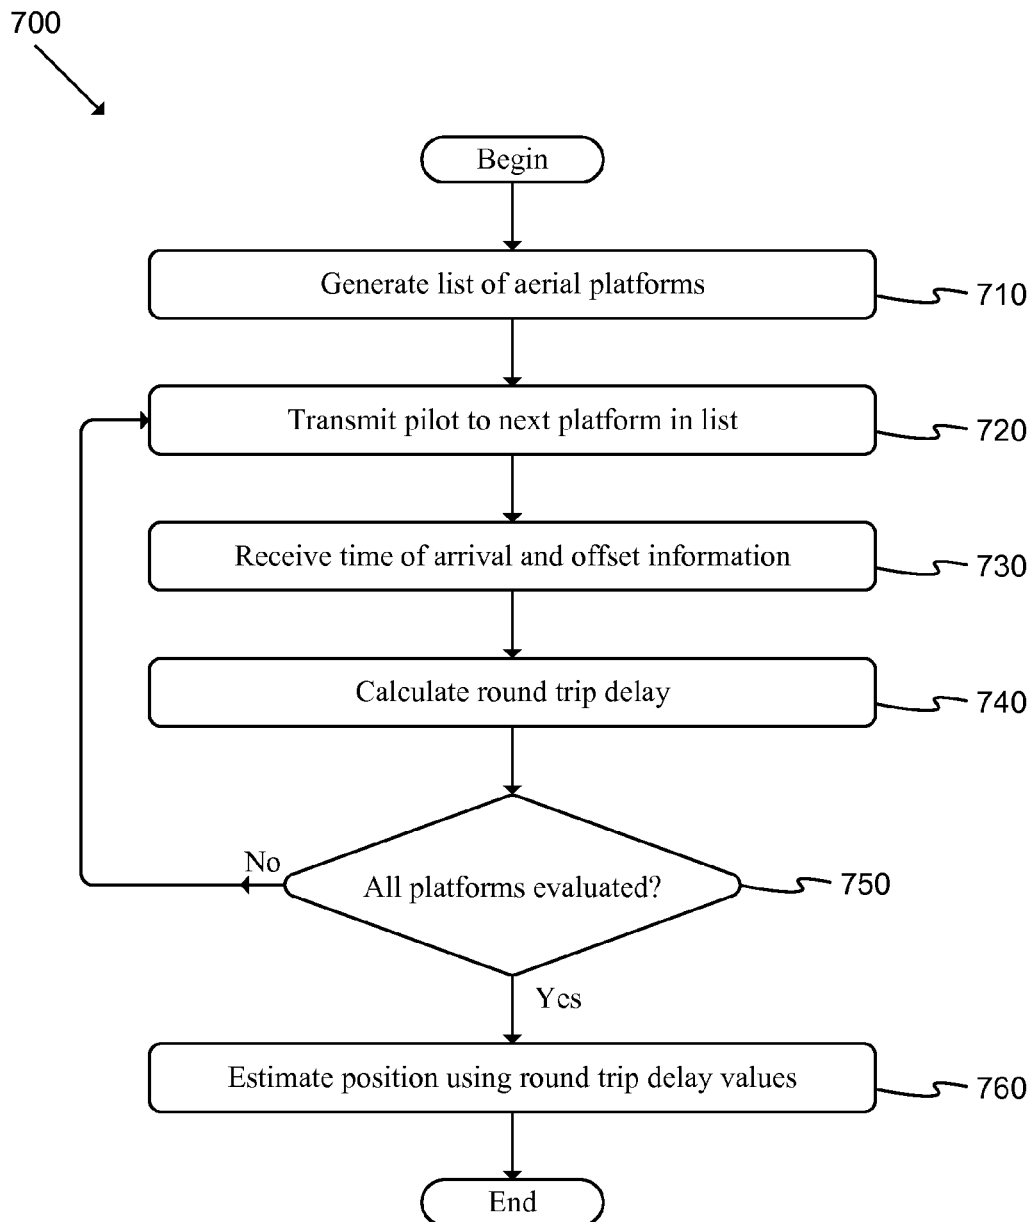 700
Begin
Generate list of aerial platforms
710
Transmit pilot to next platform in list
720
Receive time of arrival and offset information
730
Calculate round trip delay
740
No
All platforms evaluated?
750
Yes
Estimate position using round trip delay values
760
End